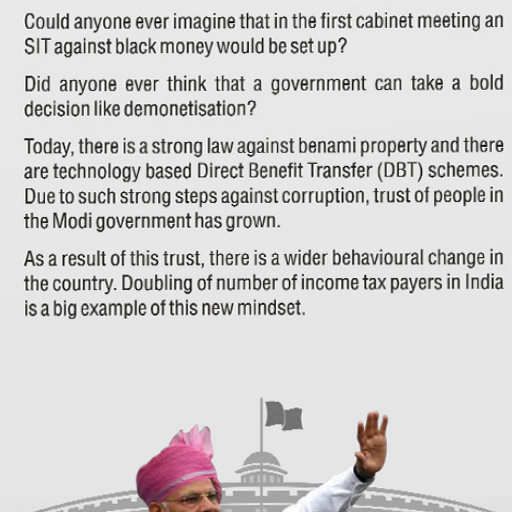 Could anyone ever imagine that in the first cabinet meeting an
SIT against black money would be set up?
Did anyone ever think that a government can take a bold
decision like demonetisation?
Today, there is a strong law against benami property and there
are technology based Direct Benefit Transfer (DBT) schemes.
Due to such strong steps against corruption, trust of people in
the Modi government has grown.
As a result of this trust, there is a wider behavioural change in
the country. Doubling of number of income tax payers in India
is a big example of this new mindset.